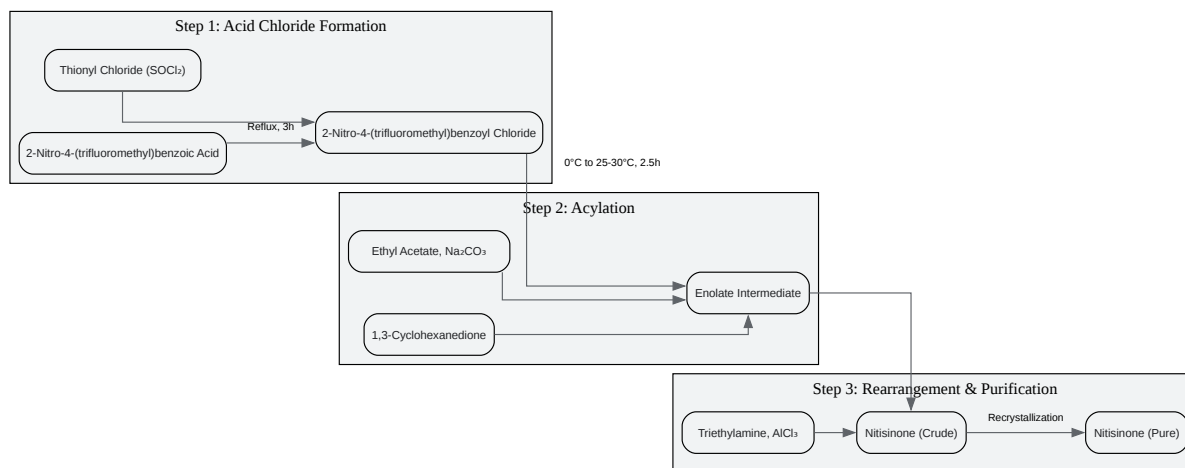 Step 1: Acid Chloride Formation
Thionyl Chloride (SOCl₂)
Reflux, 3h
2-Nitro-4-(trifluoromethyl)benzoyl Chloride
2-Nitro-4-(trifluoromethyl)benzoic Acid
0°C to 25-30°C, 2.5h
Step 2: Acylation
Ethyl Acetate, Na₂CO₃
Enolate Intermediate
1,3-Cyclohexanedione
Step 3: Rearrangement & Purification
Triethylamine, AlCl₃
Nitisinone (Crude)
Recrystallization
Nitisinone (Pure)